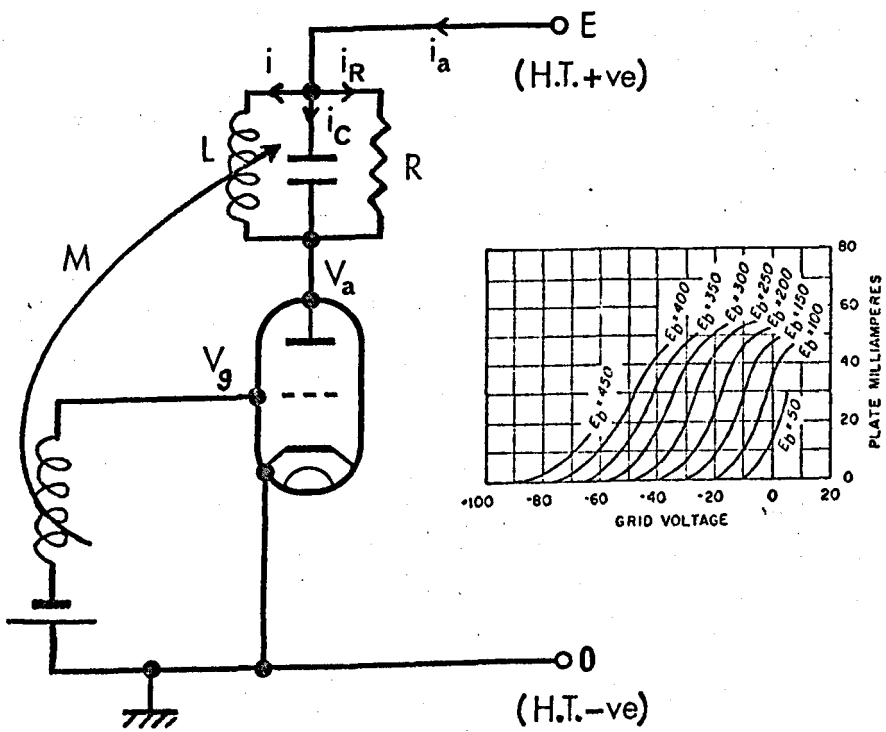 E
i_a
(H.T.+ve)
i
i_R
i_C
L
R
M
V_a
V_g
0
(H.T.-ve)
E_b=450
E_b=400
E_b=350
E_b=300
E_b=250
E_b=200
E_b=150
E_b=100
E_b=50
80
60
40
20
0
PLATE MILLIAMPERES
-100 -80 -60 -40 -20 0 20
GRID VOLTAGE